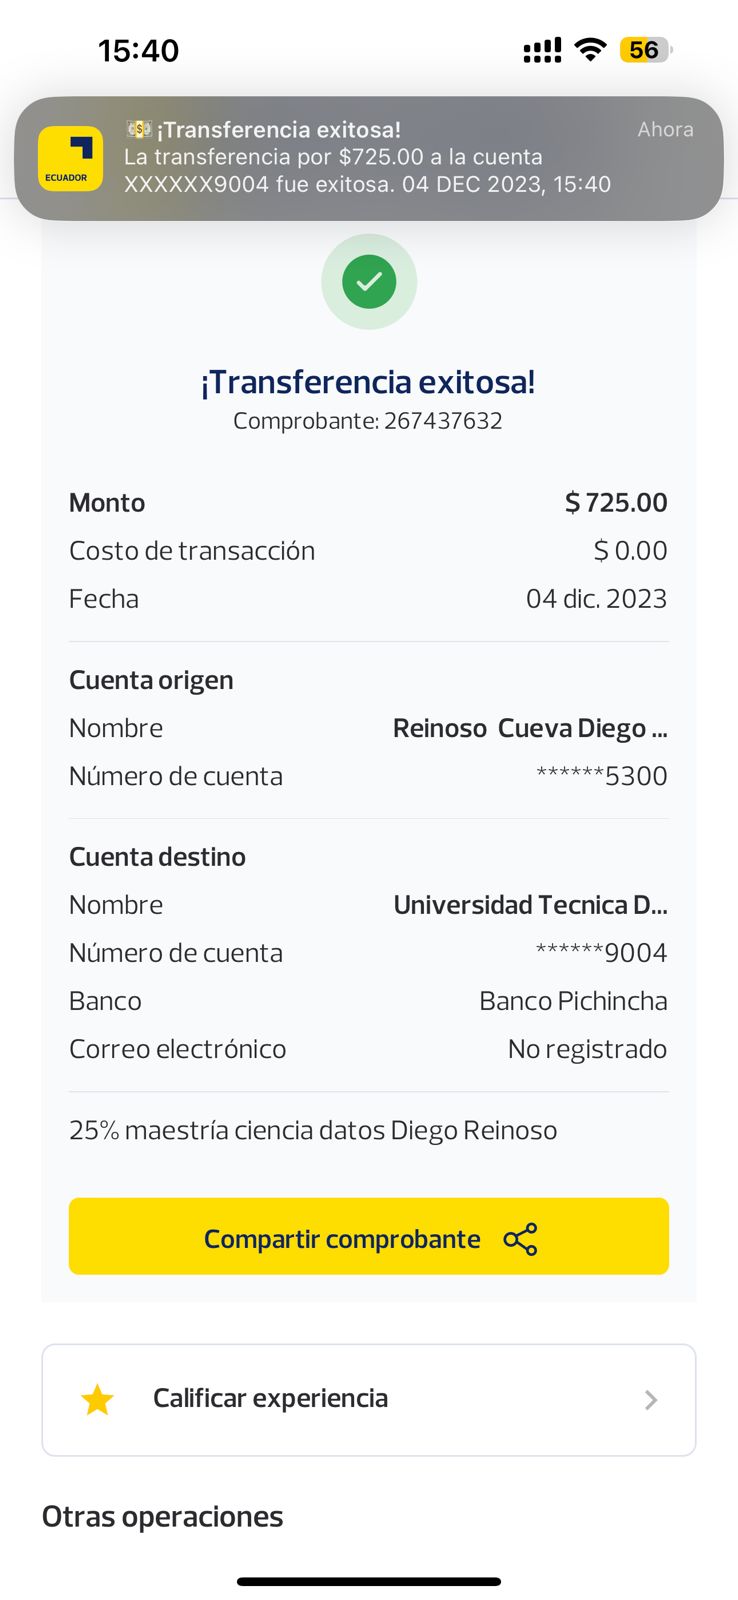 15:40
56
¡Transferencia exitosa!
Ahora
La transferencia por $725.00 a la cuenta
XXXXXX9004 fue exitosa. 04 DEC 2023, 15:40
ECUADOR
¡Transferencia exitosa!
Comprobante: 267437632
Monto $ 725.00
Costo de transacción $ 0.00
Fecha 04 dic. 2023
Cuenta origen
Nombre Reinoso Cueva Diego ...
Número de cuenta ******5300
Cuenta destino
Nombre Universidad Tecnica D...
Número de cuenta ******9004
Banco Banco Pichincha
Correo electrónico No registrado
25% maestría ciencia datos Diego Reinoso
Compartir comprobante
Calificar experiencia
Otras operaciones